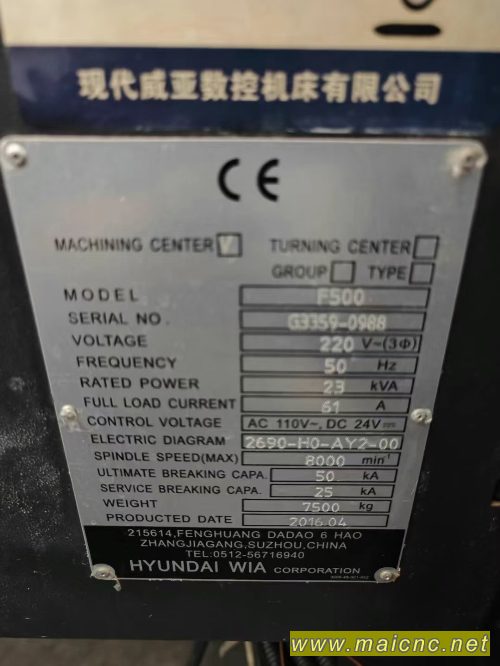 现代威亚数控机床有限公司
CE
MACHINING CENTER V TURNING CENTER
GROUP TYPE
MODEL F500
SERIAL NO. G3359-0988
VOLTAGE 220 V~(3Φ)
FREQUENCY 50 Hz
RATED POWER 23 kVA
FULL LOAD CURRENT 61 A
CONTROL VOLTAGE AC 110V~, DC 24V⎓
ELECTRIC DIAGRAM 2690-H0-AY2-00
SPINDLE SPEED(MAX) 8000 min⁻¹
ULTIMATE BREAKING CAPA. 50 kA
SERVICE BREAKING CAPA. 25 kA
WEIGHT 7500 kg
PRODUCTED DATE 2016.04
215614,FENGHUANG DADAO 6 HAO
ZHANGJIAGANG,SUZHOU,CHINA
TEL:0512-56716940
HYUNDAI WIA CORPORATION
www.maicnc.net